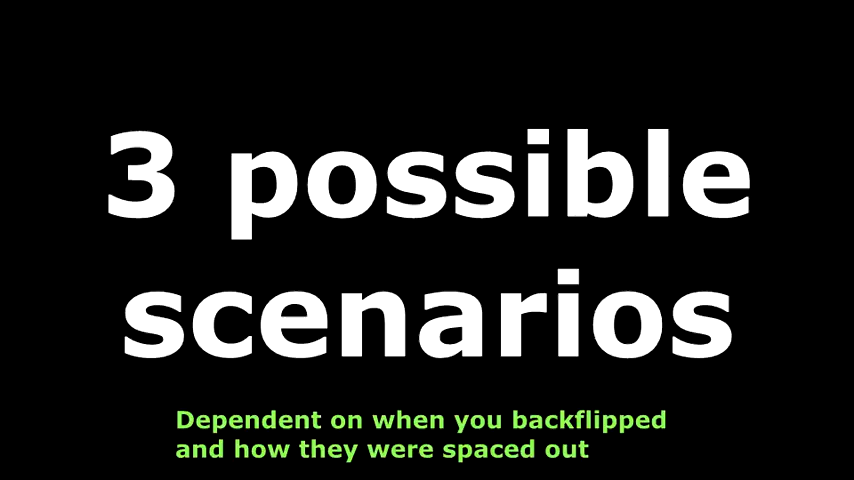 3 possible
scenarios
Dependent on when you backflipped
and how they were spaced out